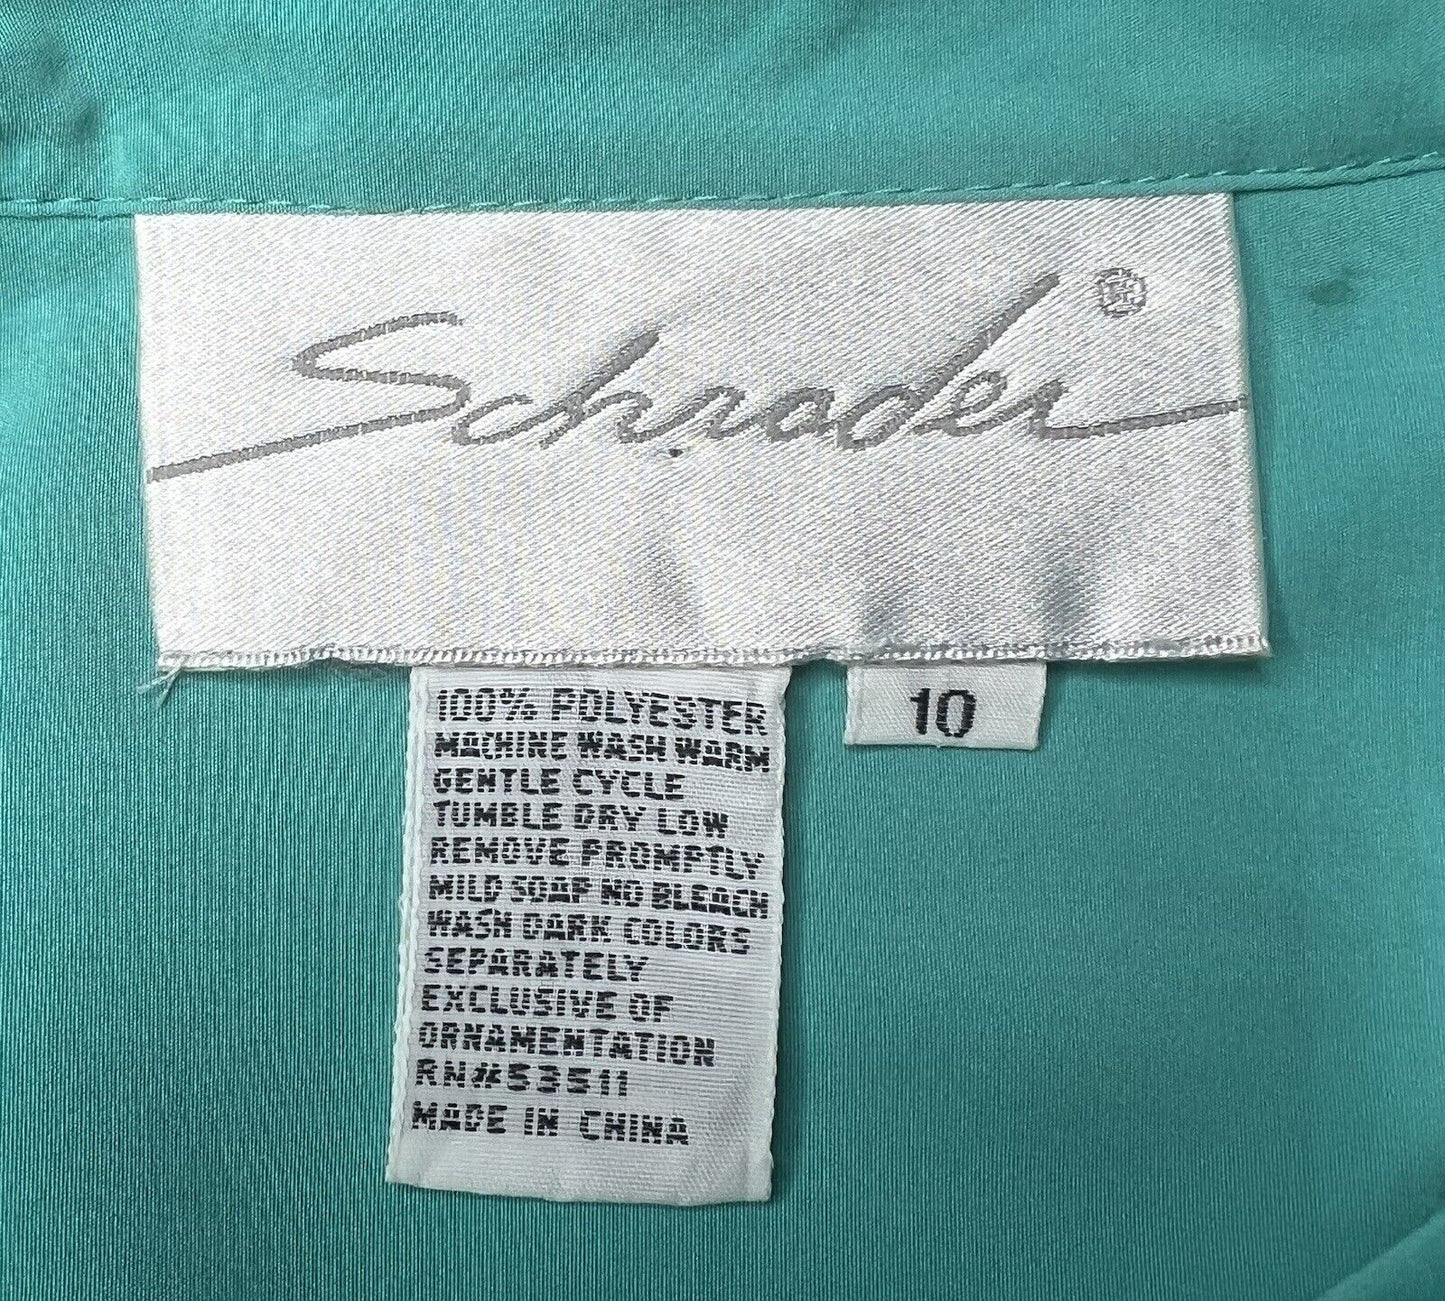 Schrader®
10
100% POLYESTER
MACHINE WASH WARM
GENTLE CYCLE
TUMBLE DRY LOW
REMOVE PROMPTLY
MILD SOAP NO BLEACH
WASH DARK COLORS
SEPARATELY
EXCLUSIVE OF
ORNAMENTATION
RN#53511
MADE IN CHINA